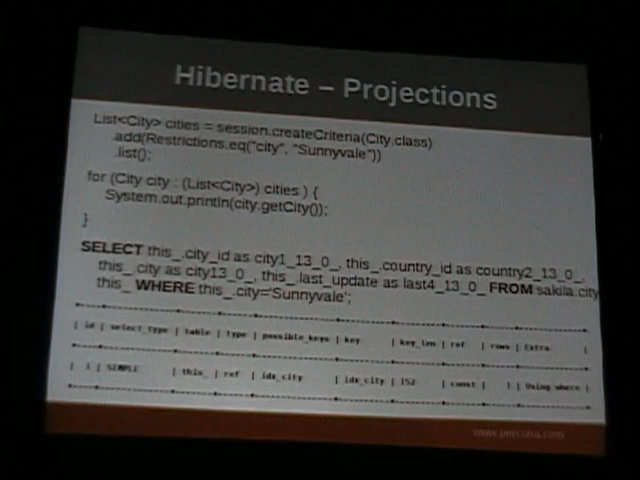 Hibernate – Projections
List<City> cities = session.createCriteria(City.class)
.add(Restrictions.eq("city", "Sunnyvale"))
.list();
for (City city : (List<City>) cities ) {
System.out.println(city.getCity());
}
SELECT this_.city_id as city1_13_0_, this_.country_id as country2_13_0_,
this_.city as city13_0_, this_.last_update as last4_13_0_ FROM sakila.city
this_ WHERE this_.city='Sunnyvale';
| id | select_type | table | type | possible_keys | key | key_len | ref | rows | Extra |
| 1 | SIMPLE | this_ | ref | idx_city | idx_city | 152 | const | 1 | Using where |
www.percona.com